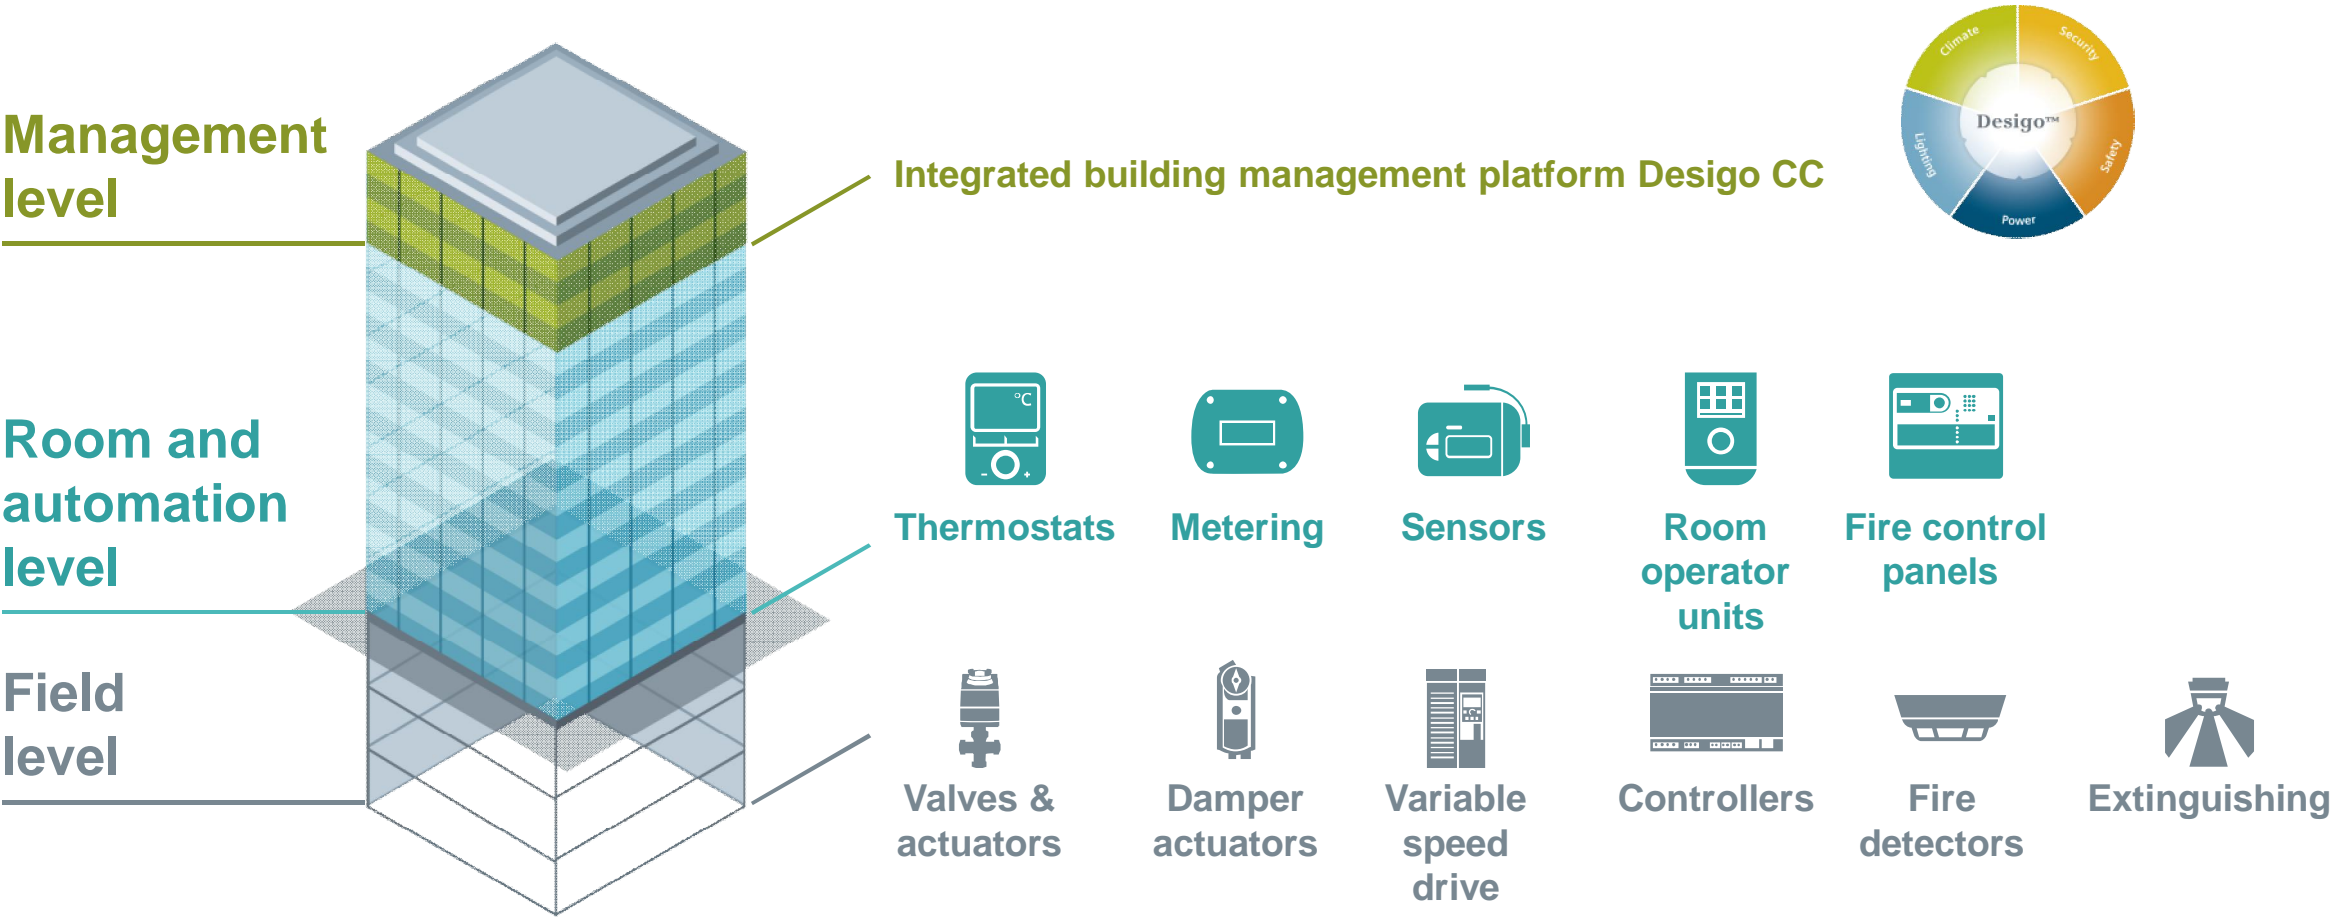 Management
level
Integrated building management platform Desigo CC
Climate
Security
Lighting
Desigo™
Safety
Power
Room and
automation
level
°C
- +
Thermostats
Metering
Sensors
Room
operator
units
Fire control
panels
Field
level
Valves &
actuators
Damper
actuators
Variable
speed
drive
Controllers
Fire
detectors
Extinguishing